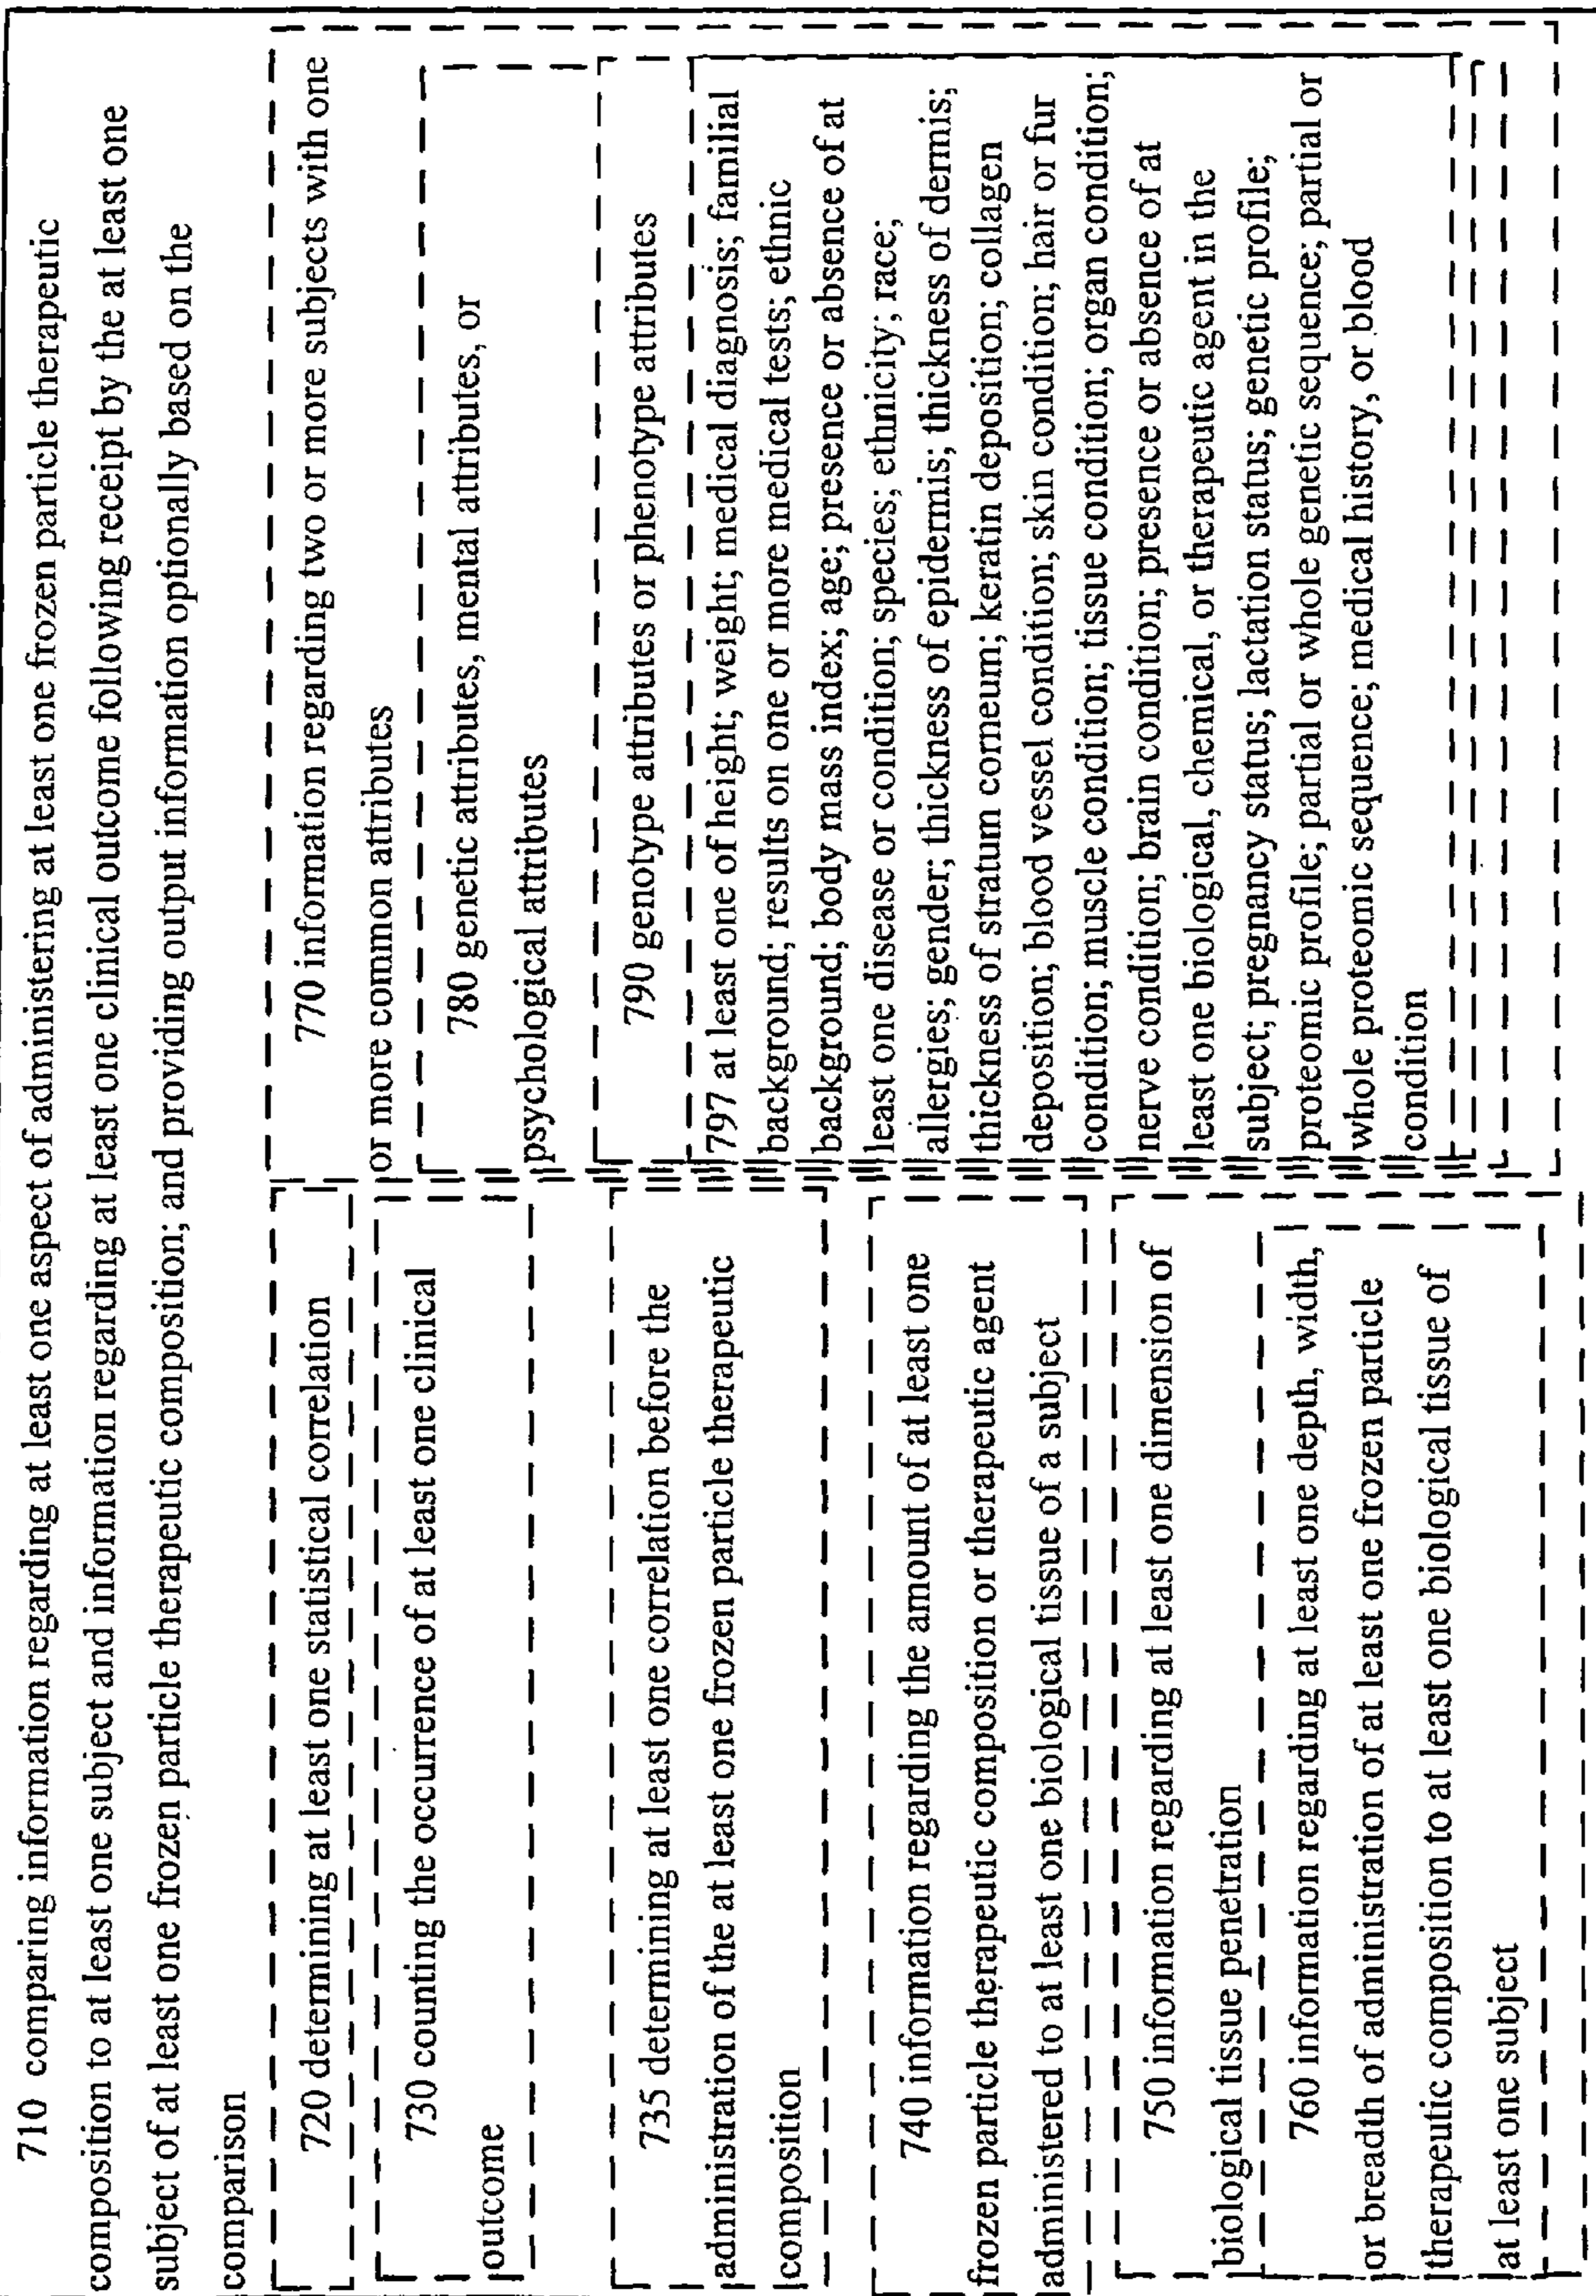 710 comparing information regarding at least one aspect of administering at least one frozen particle therapeutic
composition to at least one subject and information regarding at least one clinical outcome following receipt by the at least one
subject of at least one frozen particle therapeutic composition; and providing output information optionally based on the
comparison
720 determining at least one statistical correlation
730 counting the occurrence of at least one clinical
outcome
735 determining at least one correlation before the
administration of the at least one frozen particle therapeutic
composition
740 information regarding the amount of at least one
frozen particle therapeutic composition or therapeutic agent
administered to at least one biological tissue of a subject
750 information regarding at least one dimension of
biological tissue penetration
760 information regarding at least one depth, width,
or breadth of administration of at least one frozen particle
therapeutic composition to at least one biological tissue of
at least one subject
770 information regarding two or more subjects with one
or more common attributes
780 genetic attributes, mental attributes, or
psychological attributes
790 genotype attributes or phenotype attributes
797 at least one of height; weight; medical diagnosis; familial
background; results on one or more medical tests; ethnic
background; body mass index; age; presence or absence of at
least one disease or condition; species; ethnicity; race;
allergies; gender; thickness of epidermis; thickness of dermis;
thickness of stratum corneum; keratin deposition; collagen
deposition; blood vessel condition; skin condition; hair or fur
condition; muscle condition; tissue condition; organ condition;
nerve condition; brain condition; presence or absence of at
least one biological, chemical, or therapeutic agent in the
subject; pregnancy status; lactation status; genetic profile;
proteomic profile; partial or whole genetic sequence; partial or
whole proteomic sequence; medical history, or blood
condition